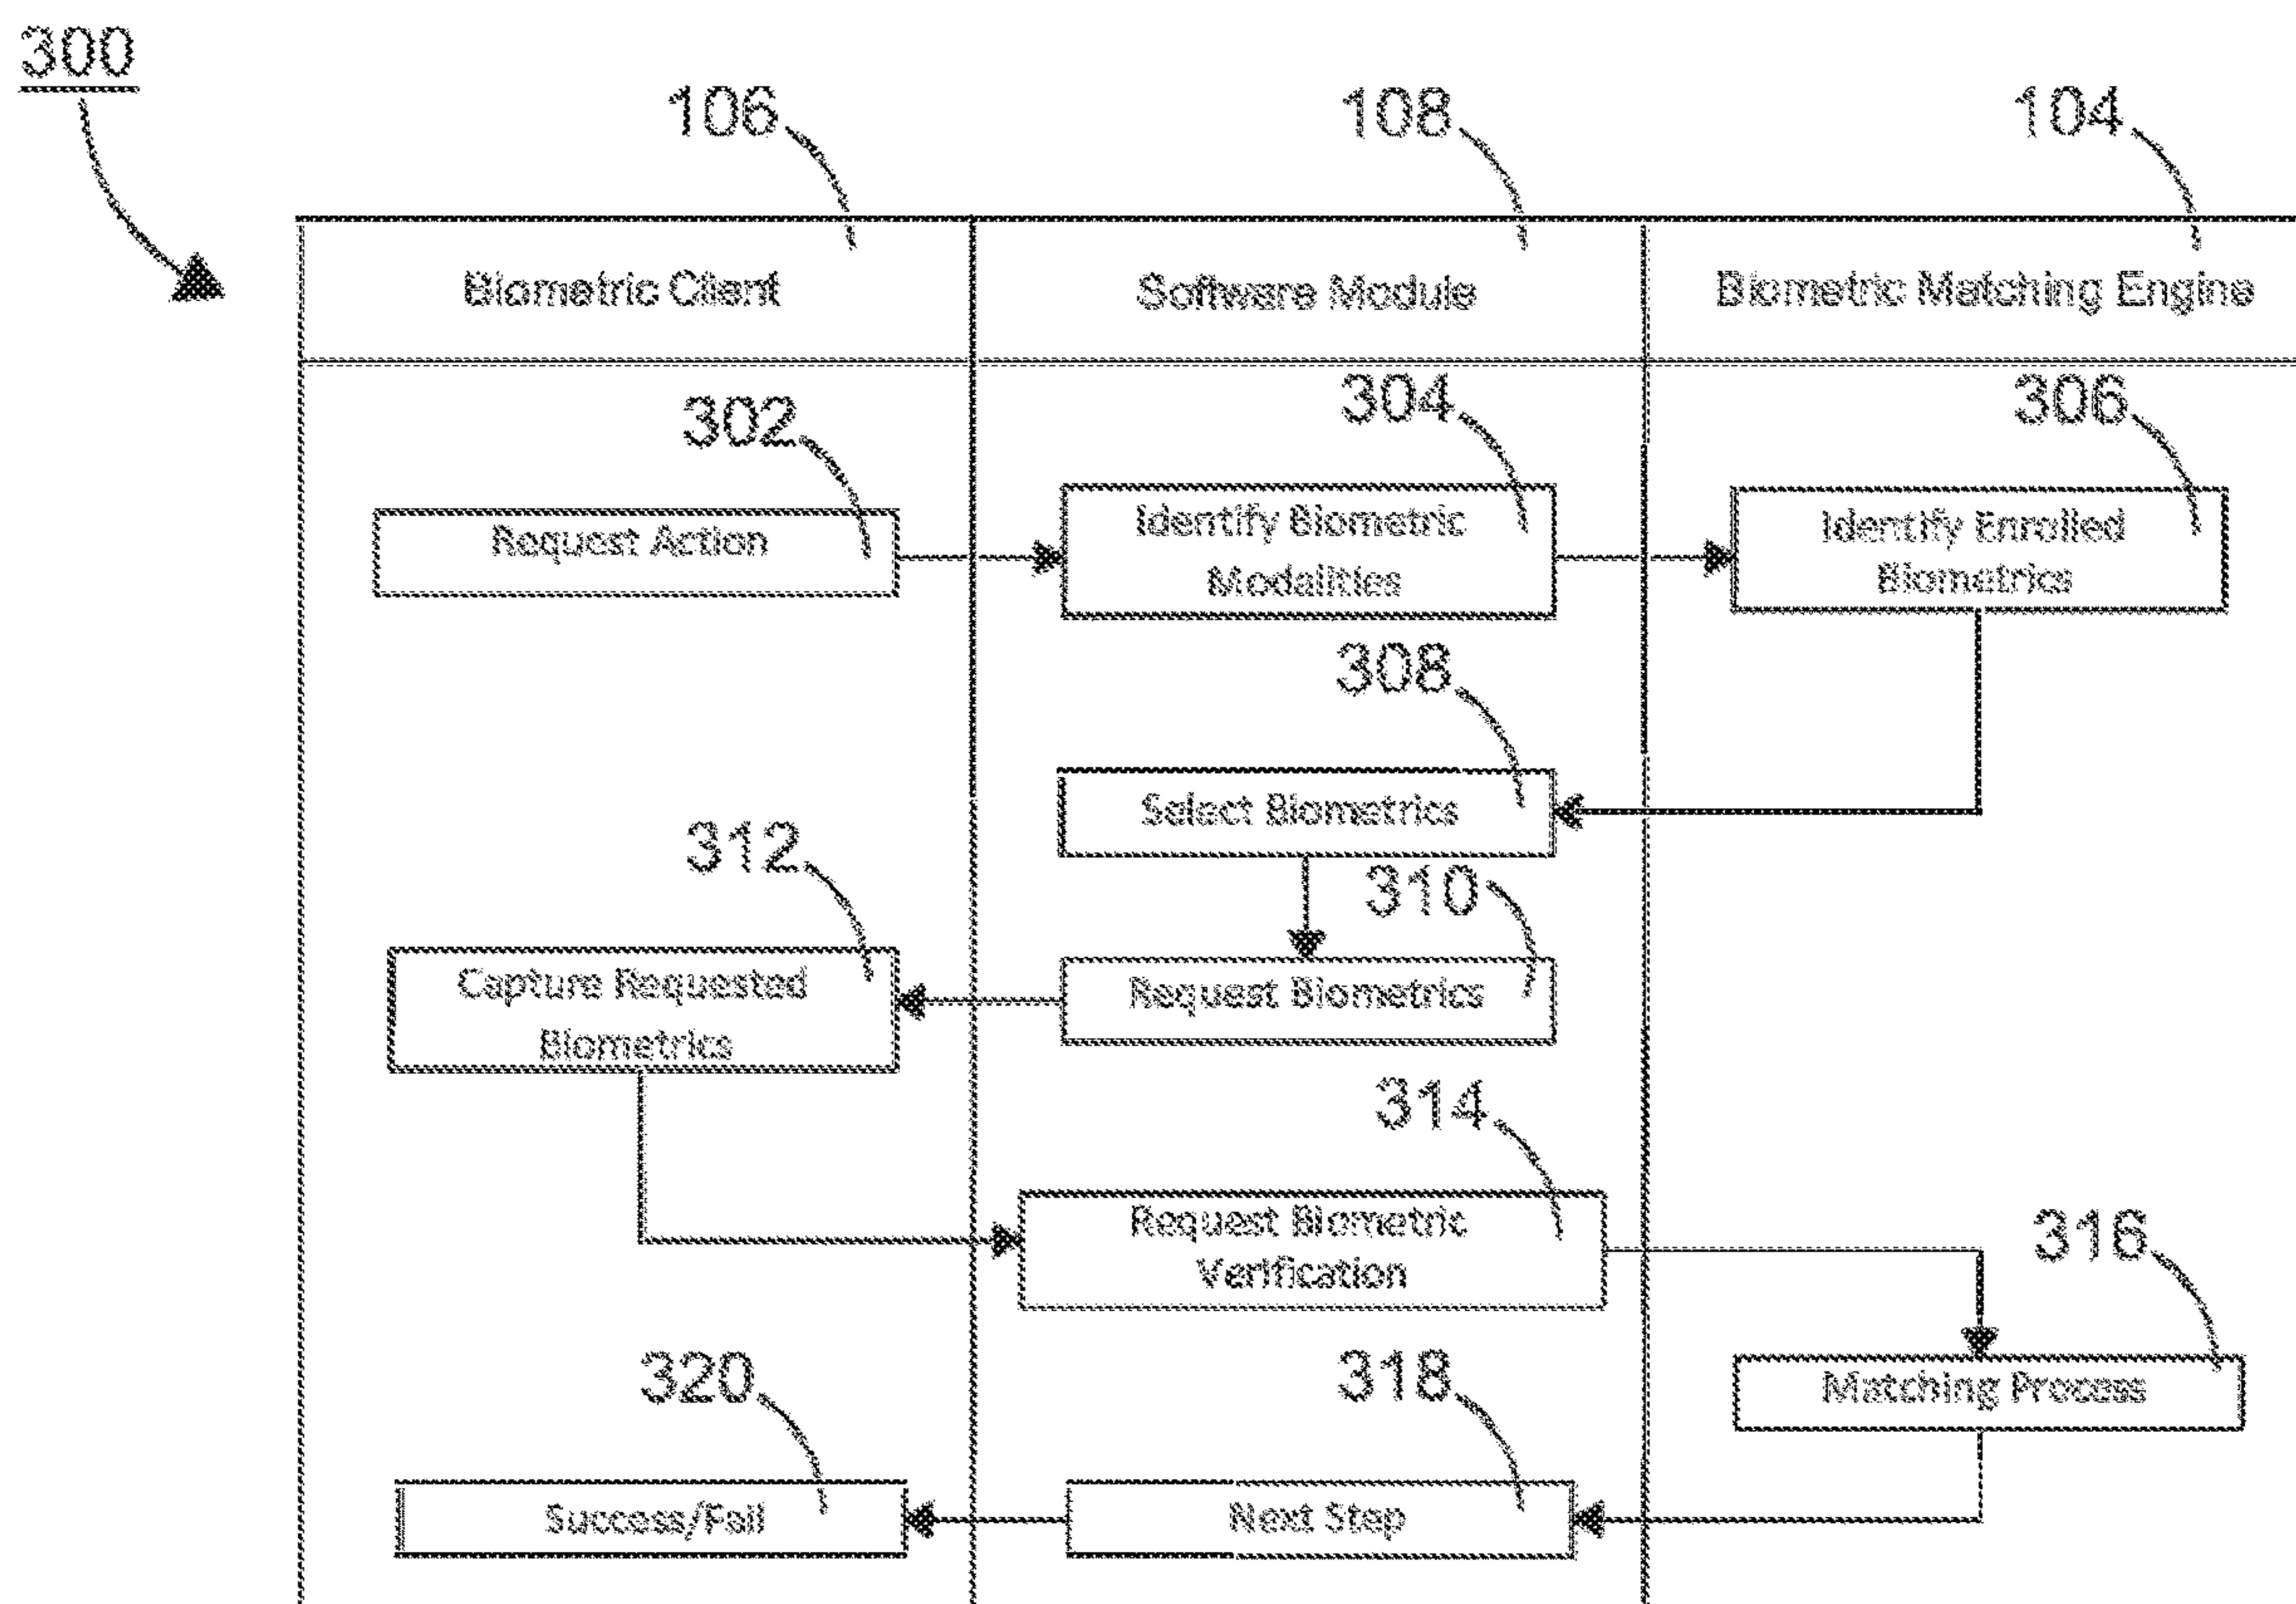 300
106
108
104
Biometric Client
Software Module
Biometric Matching Engine
302
304
306
Request Action
Identify Biometric
Modalities
Identify Enrolled
Biometrics
308
Select Biometrics
312
310
Capture Requested
Biometrics
Request Biometrics
314
Request Biometric
Verification
316
Matching Process
320
318
Success/Fail
Next Step